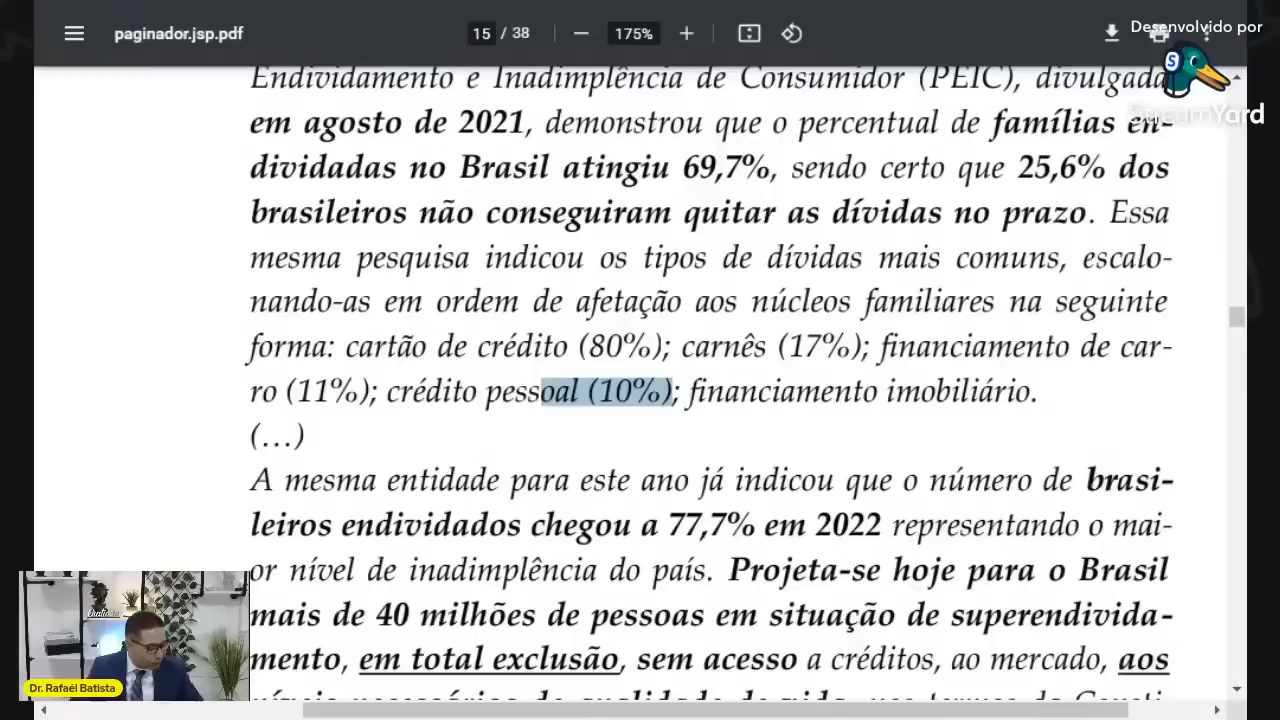 paginador.jsp.pdf
15 / 38
175%
Desenvolvido por
StreamYard
Endividamento e Inadimplência de Consumidor (PEIC), divulgada
em agosto de 2021, demonstrou que o percentual de famílias en-
dividadas no Brasil atingiu 69,7%, sendo certo que 25,6% dos
brasileiros não conseguiram quitar as dívidas no prazo. Essa
mesma pesquisa indicou os tipos de dívidas mais comuns, escalo-
nando-as em ordem de afetação aos núcleos familiares na seguinte
forma: cartão de crédito (80%); carnês (17%); financiamento de car-
ro (11%); crédito pessoal (10%); financiamento imobiliário.
(…)
A mesma entidade para este ano já indicou que o número de brasi-
leiros endividados chegou a 77,7% em 2022 representando o mai-
or nível de inadimplência do país. Projeta-se hoje para o Brasil
mais de 40 milhões de pessoas em situação de superendivida-
mento, em total exclusão, sem acesso a créditos, ao mercado, aos
Dr. Rafaél Batista